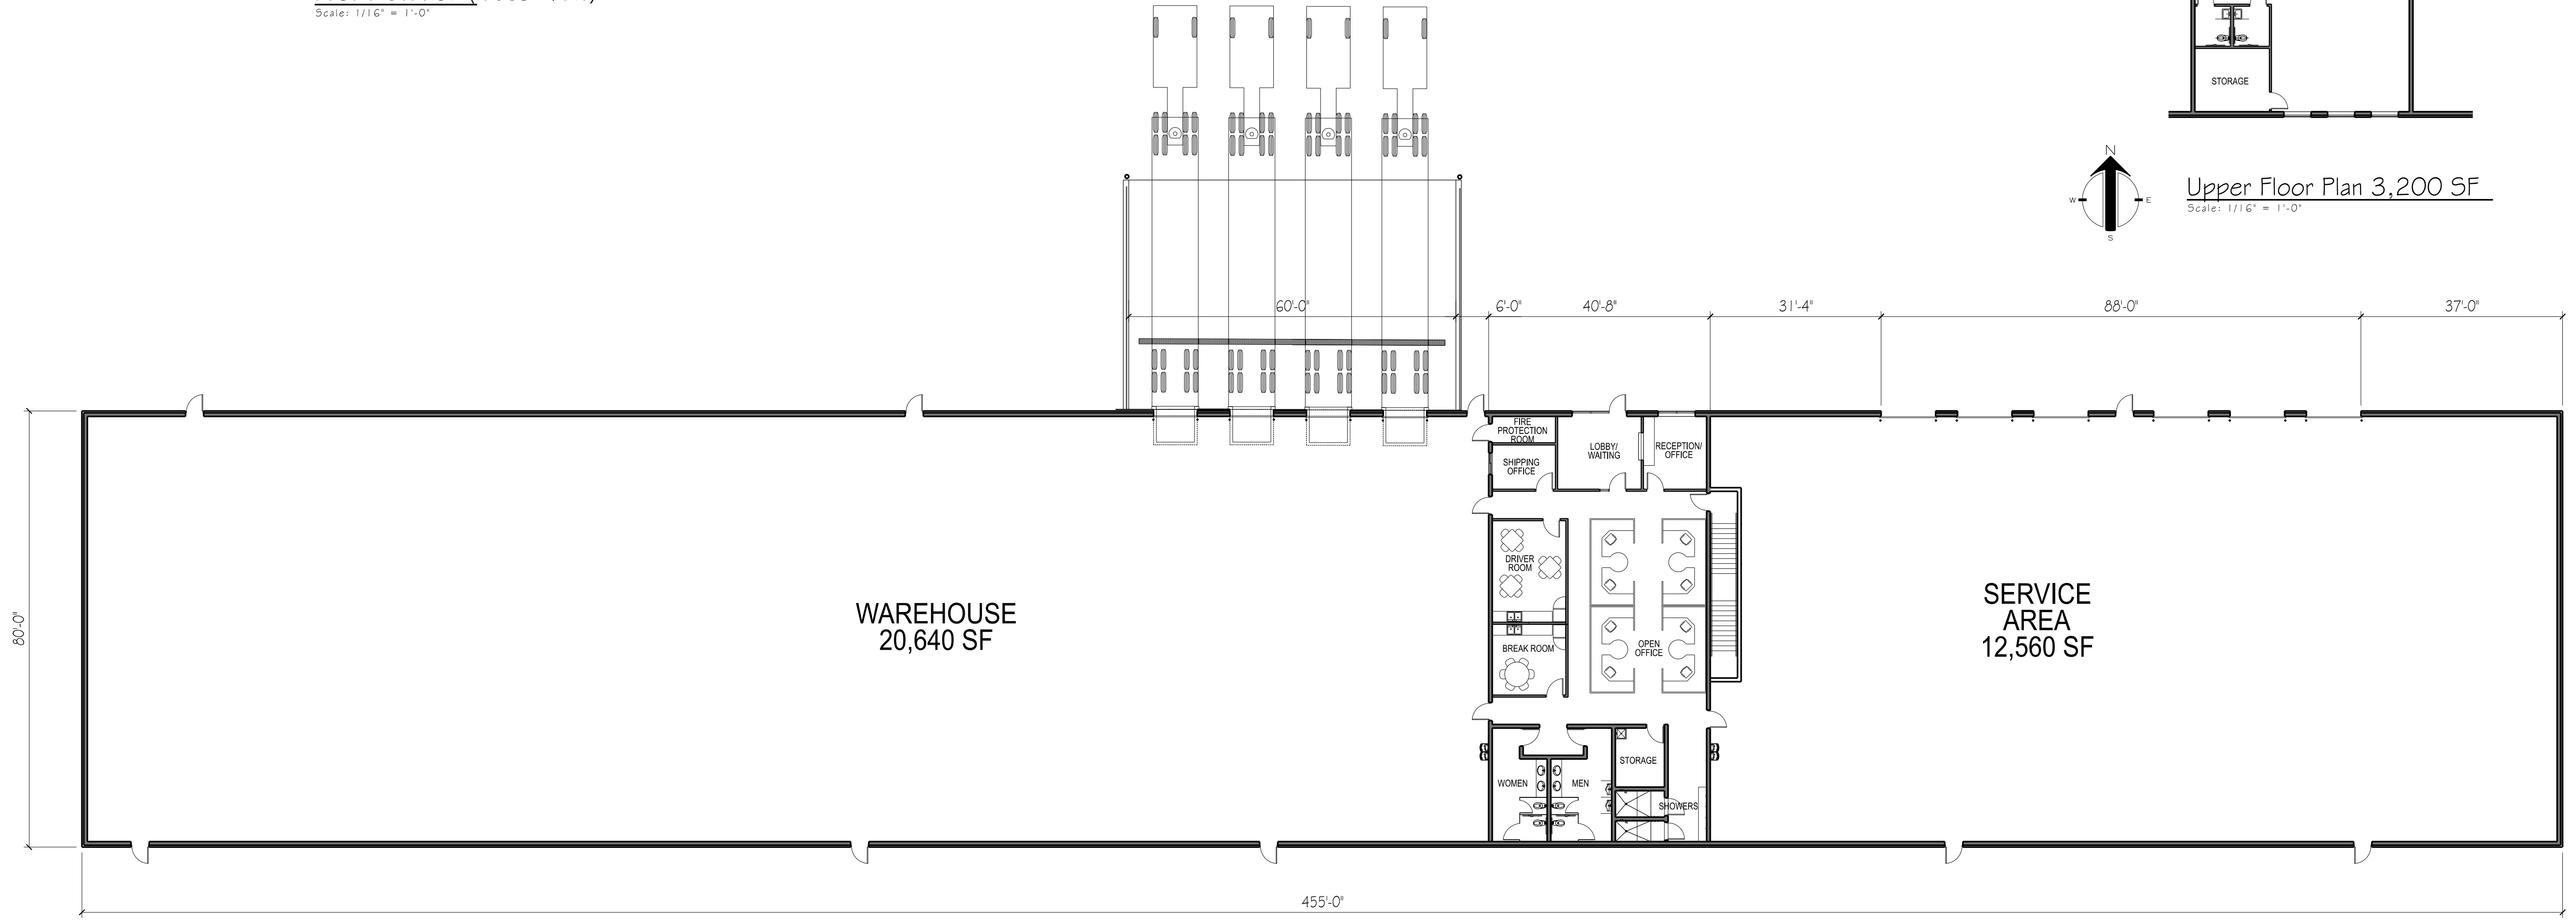 Scale: 1/16" = 1'-0"
STORAGE
N
W
E
S
Upper Floor Plan 3,200 SF
Scale: 1/16" = 1'-0"
60'-0"
6'-0"
40'-8"
31'-4"
88'-0"
37'-0"
FIRE
PROTECTION
ROOM
SHIPPING
OFFICE
LOBBY/
WAITING
RECEPTION/
OFFICE
DRIVER
ROOM
BREAK ROOM
OPEN
OFFICE
80'-0"
WAREHOUSE
20,640 SF
SERVICE
AREA
12,560 SF
WOMEN
MEN
STORAGE
SHOWERS
455'-0"